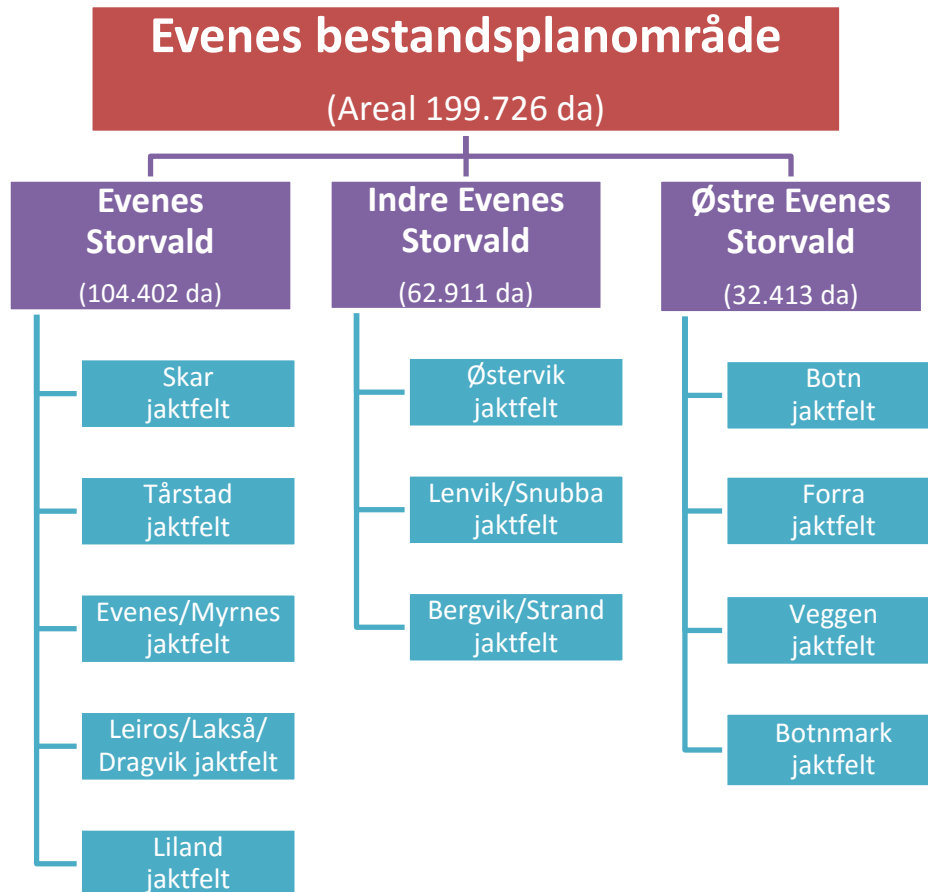 Evenes bestandsplanområde
(Areal 199.726 da)
Evenes
Storvald
(104.402 da)
Skar
jaktfelt
Tårstad
jaktfelt
Evenes/Myrnes
jaktfelt
Leiros/Lakså/
Dragvik jaktfelt
Liland
jaktfelt
Indre Evenes
Storvald
(62.911 da)
Østervik
jaktfelt
Lenvik/Snubba
jaktfelt
Bergvik/Strand
jaktfelt
Østre Evenes
Storvald
(32.413 da)
Botn
jaktfelt
Forra
jaktfelt
Veggen
jaktfelt
Botnmark
jaktfelt